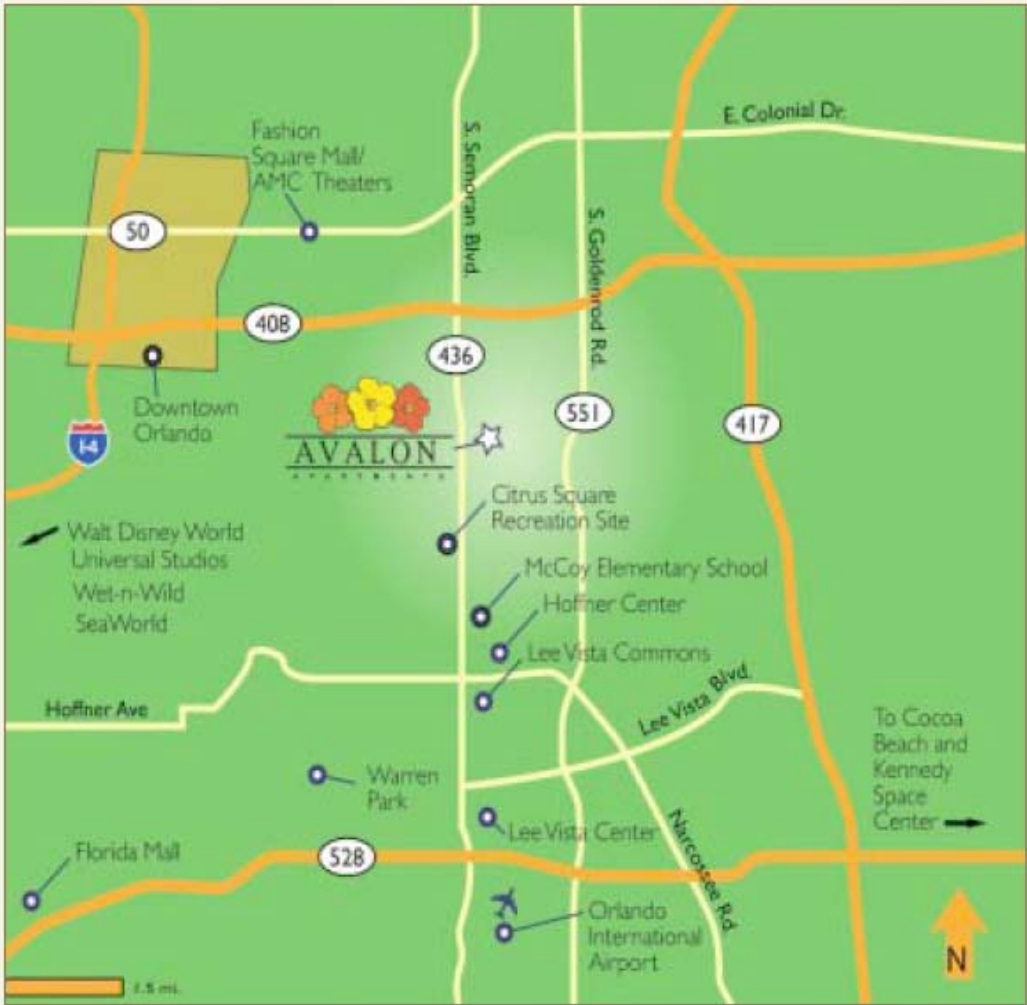 E. Colonial Dr.
Fashion
Square Mall/
AMC Theaters
S. Semoran Blvd.
S. Goldenrod Rd.
50
408
436
551
417
Downtown
Orlando
I-4
AVALON
APARTMENTS
Citrus Square
Recreation Site
Walt Disney World
Universal Studios
Wet-n-Wild
SeaWorld
McCoy Elementary School
Hoffner Center
Lee Vista Commons
Hoffner Ave
Lee Vista Blvd.
To Cocoa
Beach and
Kennedy
Space
Center
Warren
Park
Lee Vista Center
Narcossee Rd.
528
Florida Mall
Orlando
International
Airport
N
1.5 mi.